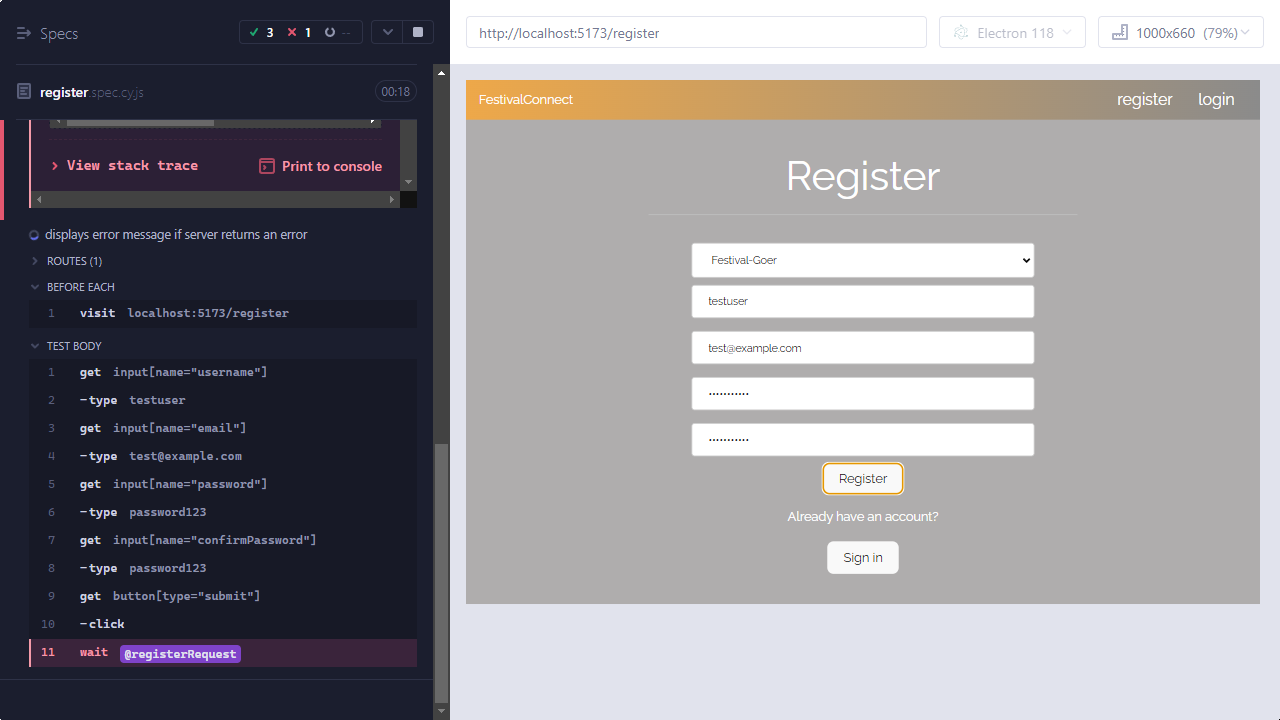 Specs
3
1
--
register.spec.cy.js
00:18
View stack trace
Print to console
displays error message if server returns an error
ROUTES (1)
BEFORE EACH
1 visit localhost:5173/register
TEST BODY
1 get input[name="username"]
2 -type testuser
3 get input[name="email"]
4 -type test@example.com
5 get input[name="password"]
6 -type password123
7 get input[name="confirmPassword"]
8 -type password123
9 get button[type="submit"]
10 -click
11 wait @registerRequest
http://localhost:5173/register
Electron 118
1000x660 (79%)
FestivalConnect
register
login
Register
Festival-Goer
testuser
test@example.com
Register
Already have an account?
Sign in